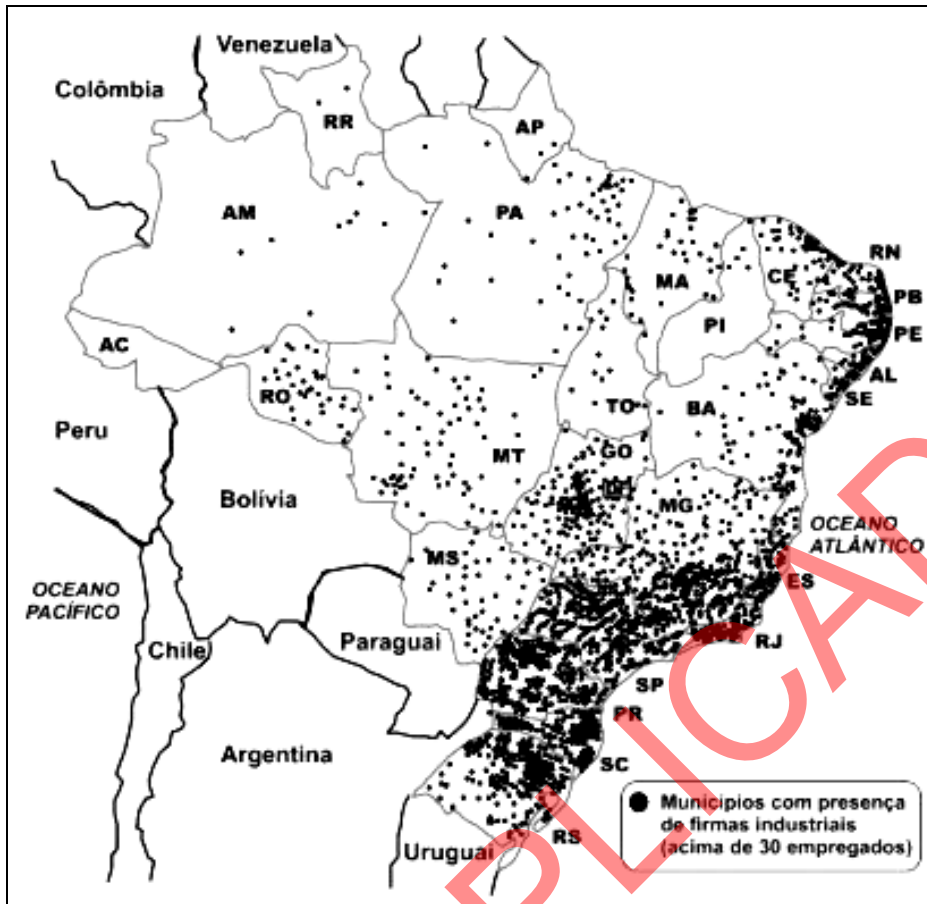 Venezuela
Colômbia
RR
AP
AM
PA
MA
CE
RN
PB
PI
PE
AC
AL
RO
TO
BA
SE
Peru
MT
GO
Bolívia
MG
OCEANO
ATLÂNTICO
MS
ES
OCEANO
PACÍFICO
Paraguai
Chile
RJ
SP
PR
Argentina
SC
Municípios com presença
de firmas industriais
(acima de 30 empregados)
RS
Uruguai
PLICAR